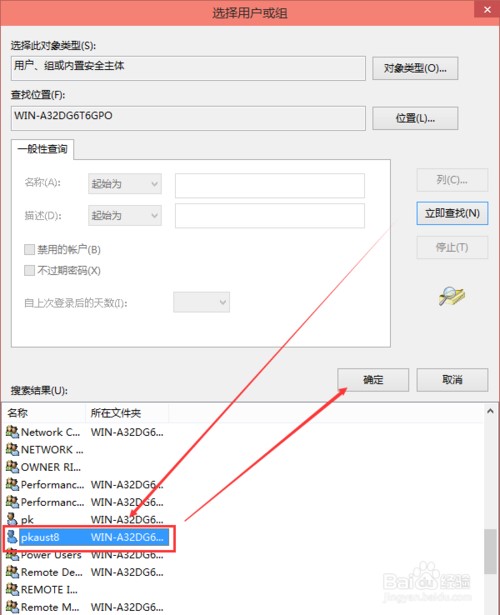 选择用户或组
选择此对象类型(S):
用户、组或内置安全主体
对象类型(O)...
查找位置(F):
WIN-A32DG6T6GPO
位置(L)...
一般性查询
名称(A):
起始为
描述(D):
起始为
禁用的帐户(B)
不过期密码(X)
自上次登录后的天数(I):
列(C)...
立即查找(N)
停止(T)
确定
取消
搜索结果(U):
名称 所在文件夹
Network C... WIN-A32DG6...
NETWORK ...
OWNER RI...
Performanc... WIN-A32DG6...
Performanc... WIN-A32DG6...
pk WIN-A32DG6...
pkaust8 WIN-A32DG6...
Power Users WIN-A32DG6...
Remote De... WIN-A32DG6...
REMOTE I...
Remote M... WIN-A32DG6...
Baidu 经验
jingyan.baidu.com